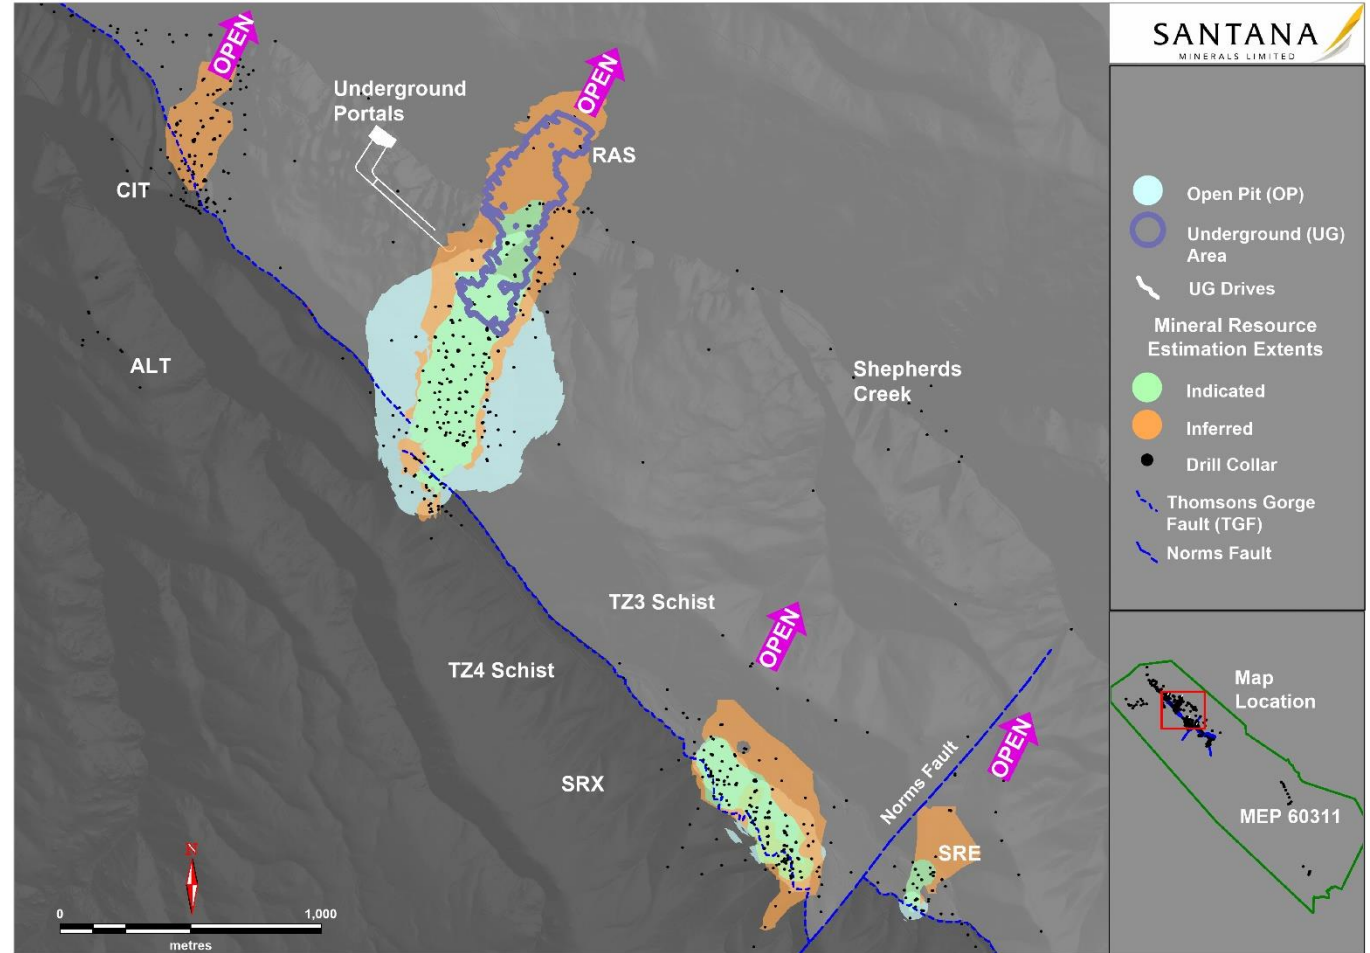 SANTANA
MINERALS LIMITED
OPEN
OPEN
Underground
Portals
RAS
CIT
ALT
Shepherds
Creek
TZ3 Schist
OPEN
TZ4 Schist
OPEN
Norms Fault
SRX
SRE
N
0
1,000
metres
Open Pit (OP)
Underground (UG)
Area
UG Drives
Mineral Resource
Estimation Extents
Indicated
Inferred
Drill Collar
Thomsons Gorge
Fault (TGF)
Norms Fault
Map
Location
MEP 60311